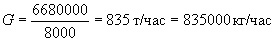 G = 6680000/8000 = 835 т/час = 835000 кг/час